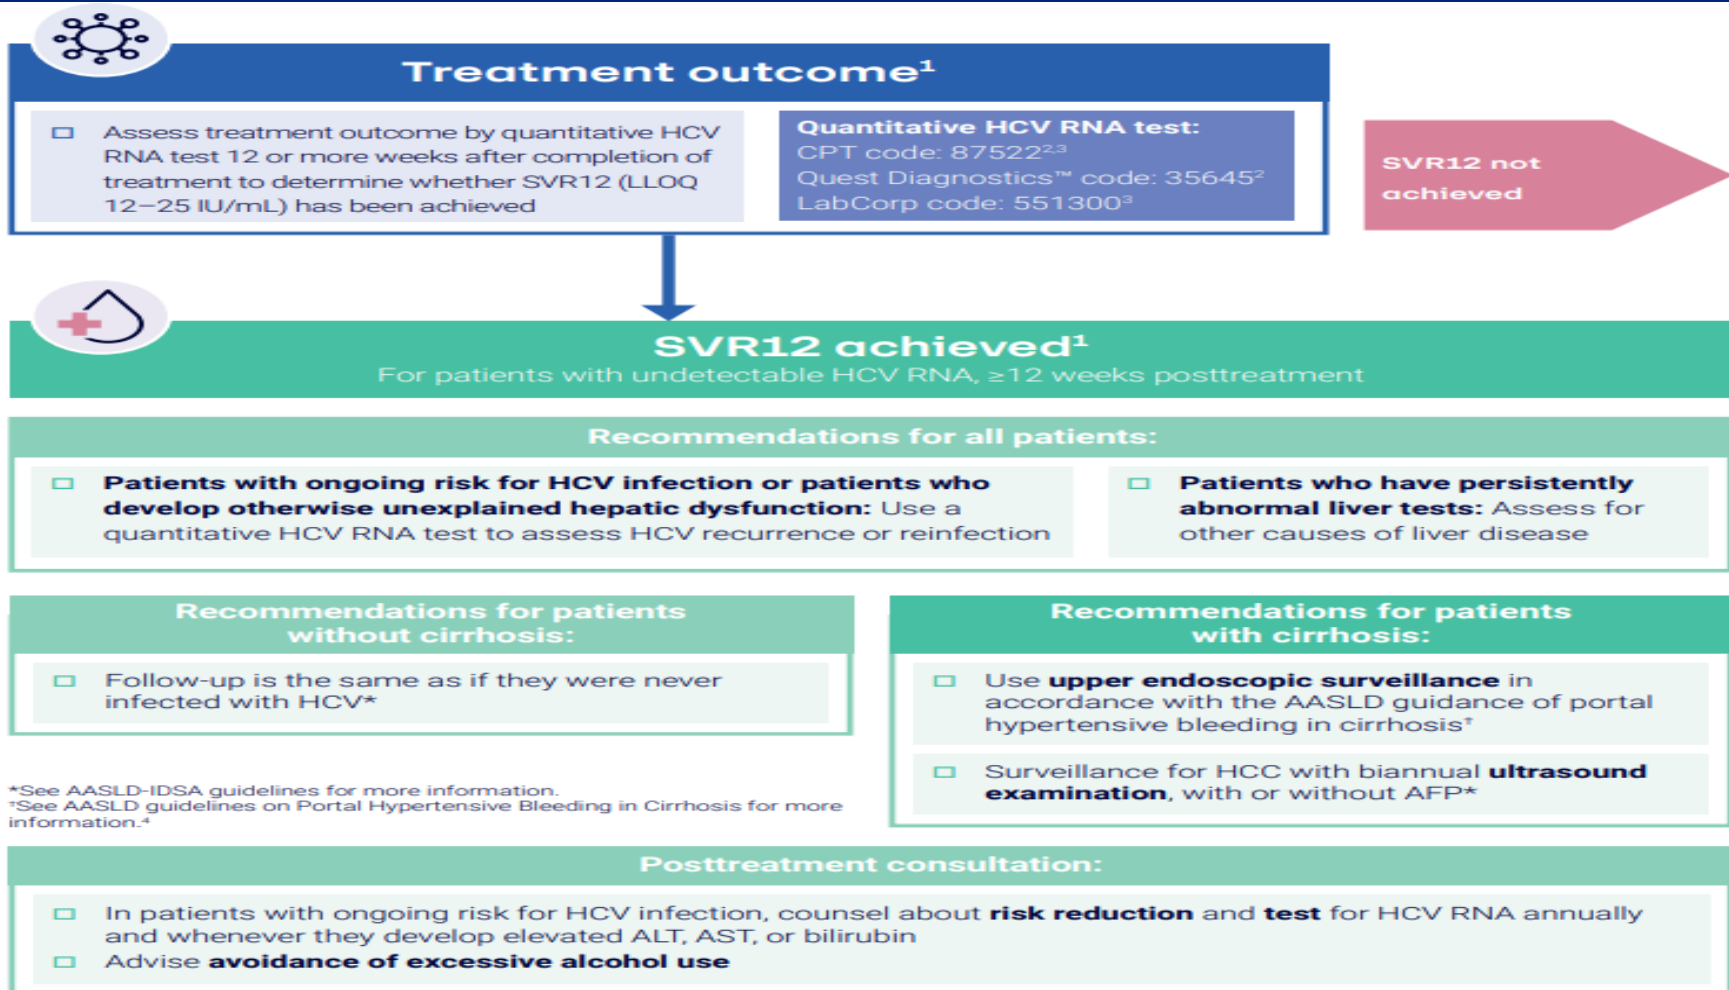 Treatment outcome¹
☐ Assess treatment outcome by quantitative HCV
RNA test 12 or more weeks after completion of
treatment to determine whether SVR12 (LLOQ
12–25 IU/mL) has been achieved
Quantitative HCV RNA test:
CPT code: 87522²,³
Quest Diagnostics™ code: 35645²
LabCorp code: 551300³
SVR12 not
achieved
SVR12 achieved¹
For patients with undetectable HCV RNA, ≥12 weeks posttreatment
Recommendations for all patients:
☐ Patients with ongoing risk for HCV infection or patients who
develop otherwise unexplained hepatic dysfunction: Use a
quantitative HCV RNA test to assess HCV recurrence or reinfection
☐ Patients who have persistently
abnormal liver tests: Assess for
other causes of liver disease
Recommendations for patients
without cirrhosis:
☐ Follow-up is the same as if they were never
infected with HCV*
Recommendations for patients
with cirrhosis:
☐ Use upper endoscopic surveillance in
accordance with the AASLD guidance of portal
hypertensive bleeding in cirrhosis†
☐ Surveillance for HCC with biannual ultrasound
examination, with or without AFP*
*See AASLD-IDSA guidelines for more information.
†See AASLD guidelines on Portal Hypertensive Bleeding in Cirrhosis for more
information.⁴
Posttreatment consultation:
☐ In patients with ongoing risk for HCV infection, counsel about risk reduction and test for HCV RNA annually
and whenever they develop elevated ALT, AST, or bilirubin
☐ Advise avoidance of excessive alcohol use